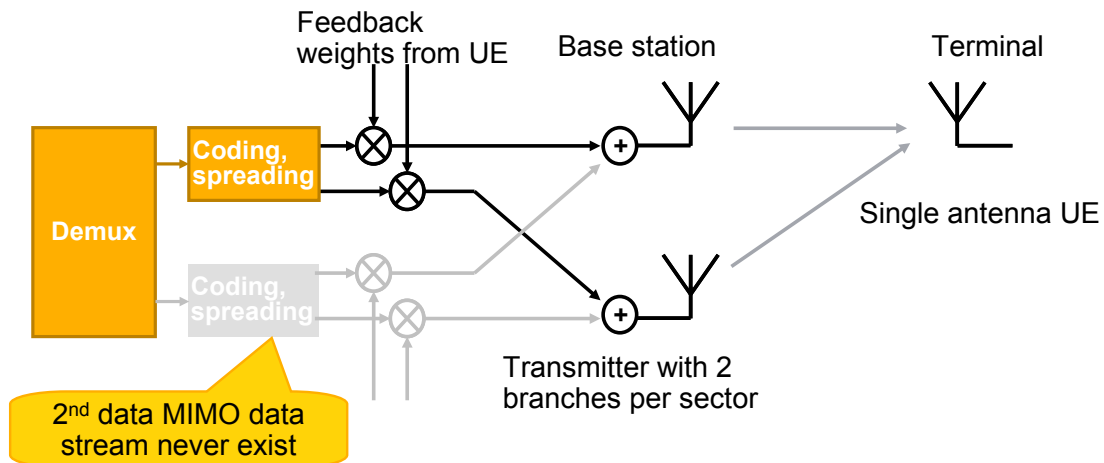 Feedback
weights from UE
Base station
Terminal
Coding,
spreading
+
Demux
Single antenna UE
Coding,
spreading
+
Transmitter with 2
branches per sector
2nd data MIMO data
stream never exist